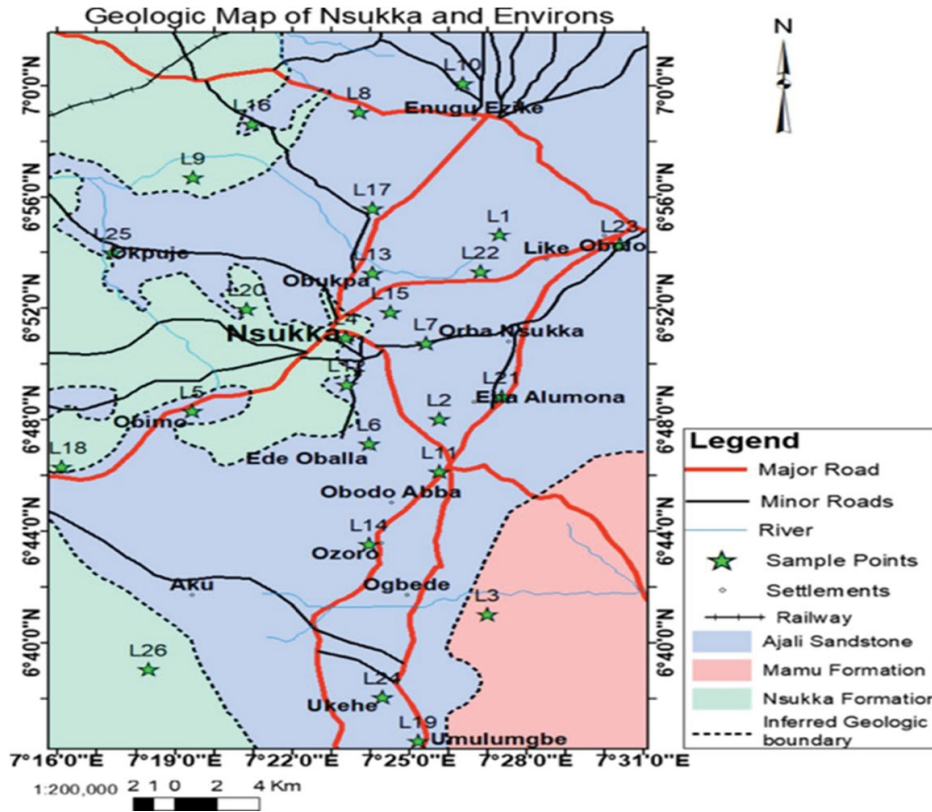 Geologic Map of Nsukka and Environs
N
7°0'0"N
6°56'0"N
6°52'0"N
6°48'0"N
6°44'0"N
6°40'0"N
L10
L8
Enugu Ezike
L16
L9
L17
L1
L23
L25
Okpuje
L13
L22
Like
Obollo
Obukpa
L20
L15
L4
Nsukka
L7
Orba Nsukka
L21
Eha Alumona
L5
Obimo
L2
L18
L6
Ede Oballa
L11
Obodo Abba
L14
Ozoro
Aku
Ogbede
L3
L26
L24
Ukehe
L19
Umulumgbe
7°0'0"N
6°56'0"N
6°52'0"N
6°48'0"N
6°44'0"N
6°40'0"N
7°16'0"E
7°19'0"E
7°22'0"E
7°25'0"E
7°28'0"E
7°31'0"E
1:200,000
2 1 0 2 4 Km
Legend
Major Road
Minor Roads
River
Sample Points
Settlements
Railway
Ajali Sandstone
Mamu Formation
Nsukka Formation
Inferred Geologic
boundary